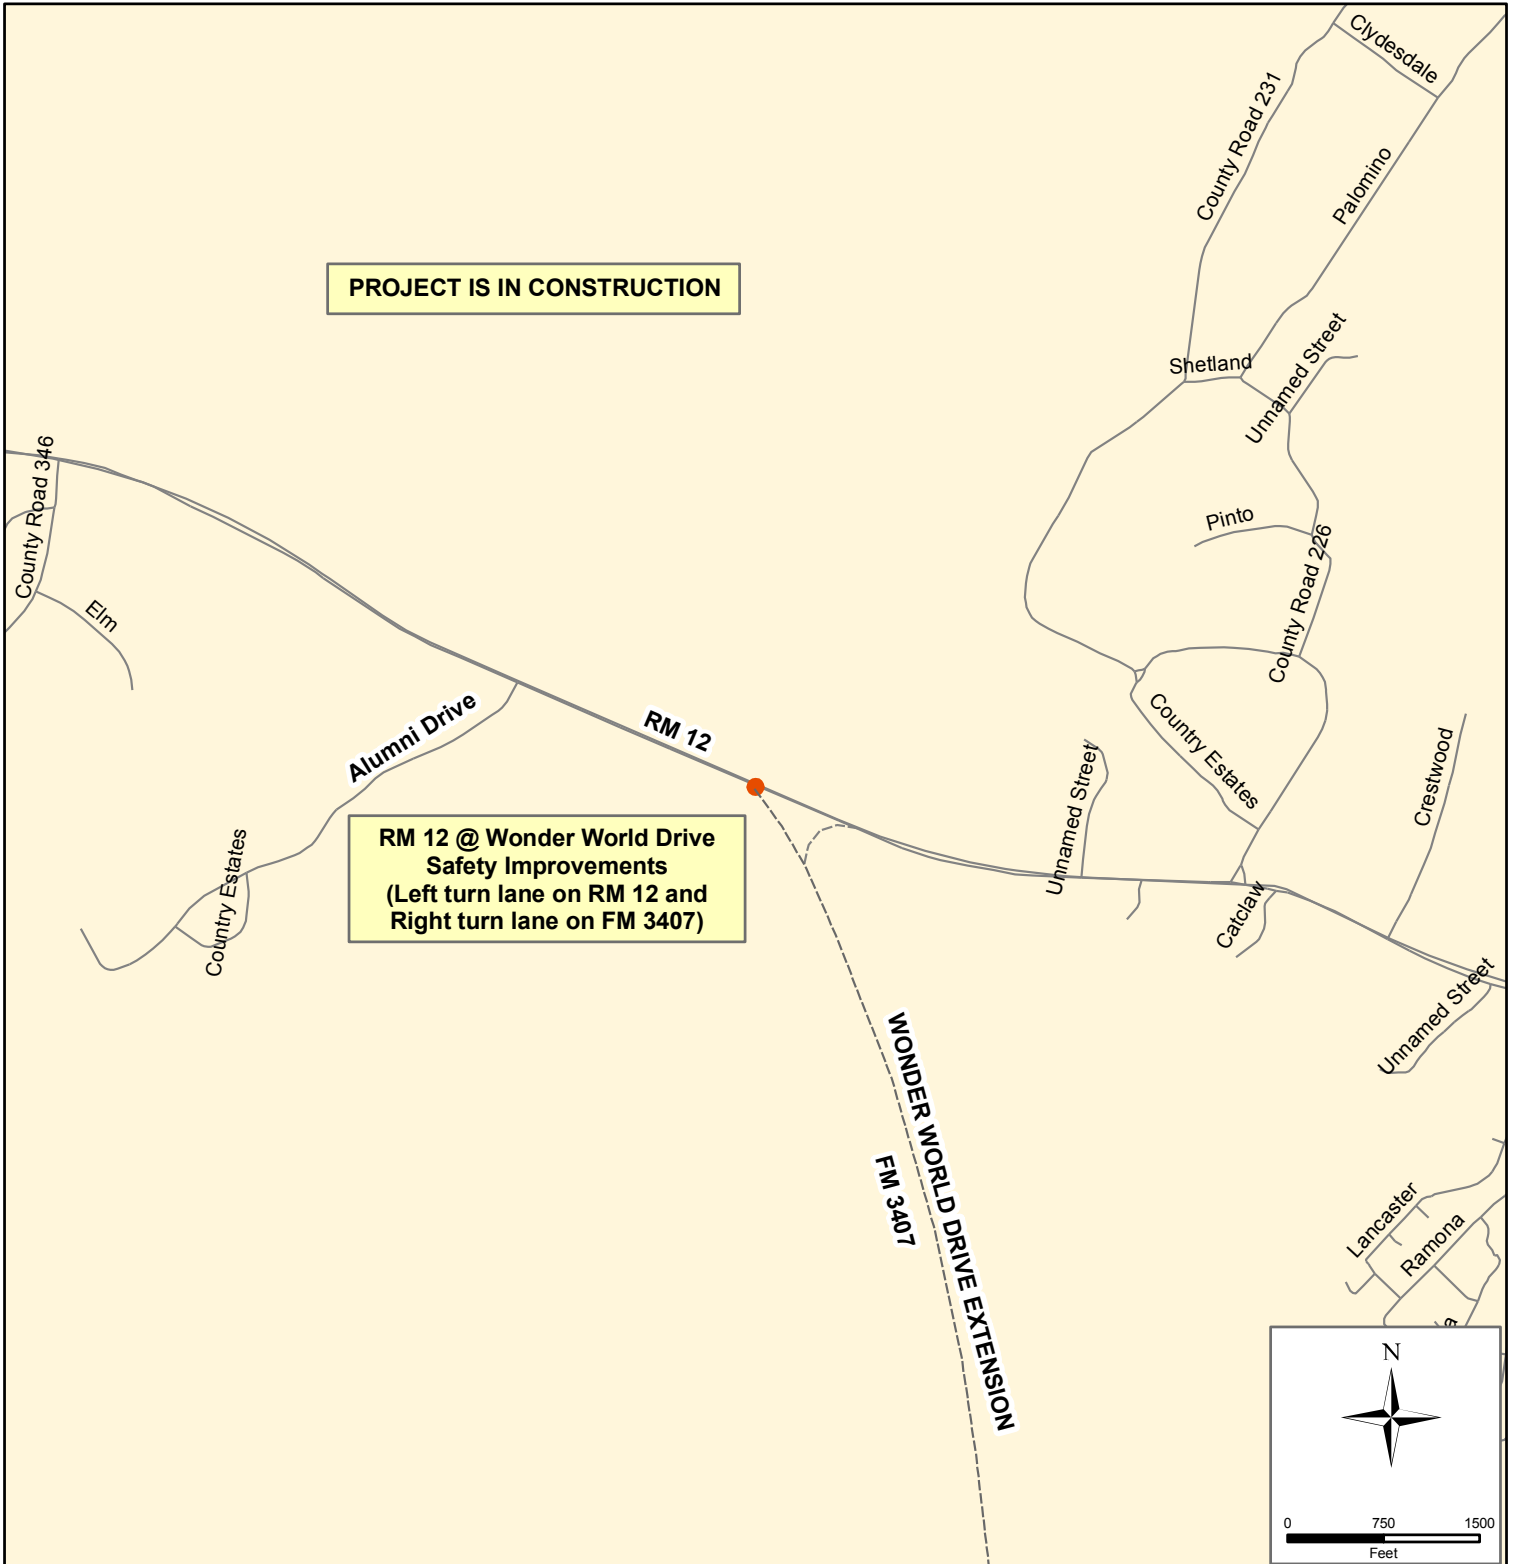 Clydesdale
County Road 231
Palomino
PROJECT IS IN CONSTRUCTION
Unnamed Street
Shetland
County Road 346
Pinto
County Road 226
Elm
Alumni Drive
RM 12
Country Estates
Unnamed Street
Crestwood
RM 12 @ Wonder World Drive
Safety Improvements
(Left turn lane on RM 12 and
Right turn lane on FM 3407)
Country Estates
Catclaw
Unnamed Street
WONDER WORLD DRIVE EXTENSION
FM 3407
Lancaster
Ramona
N
0 750 1500
Feet